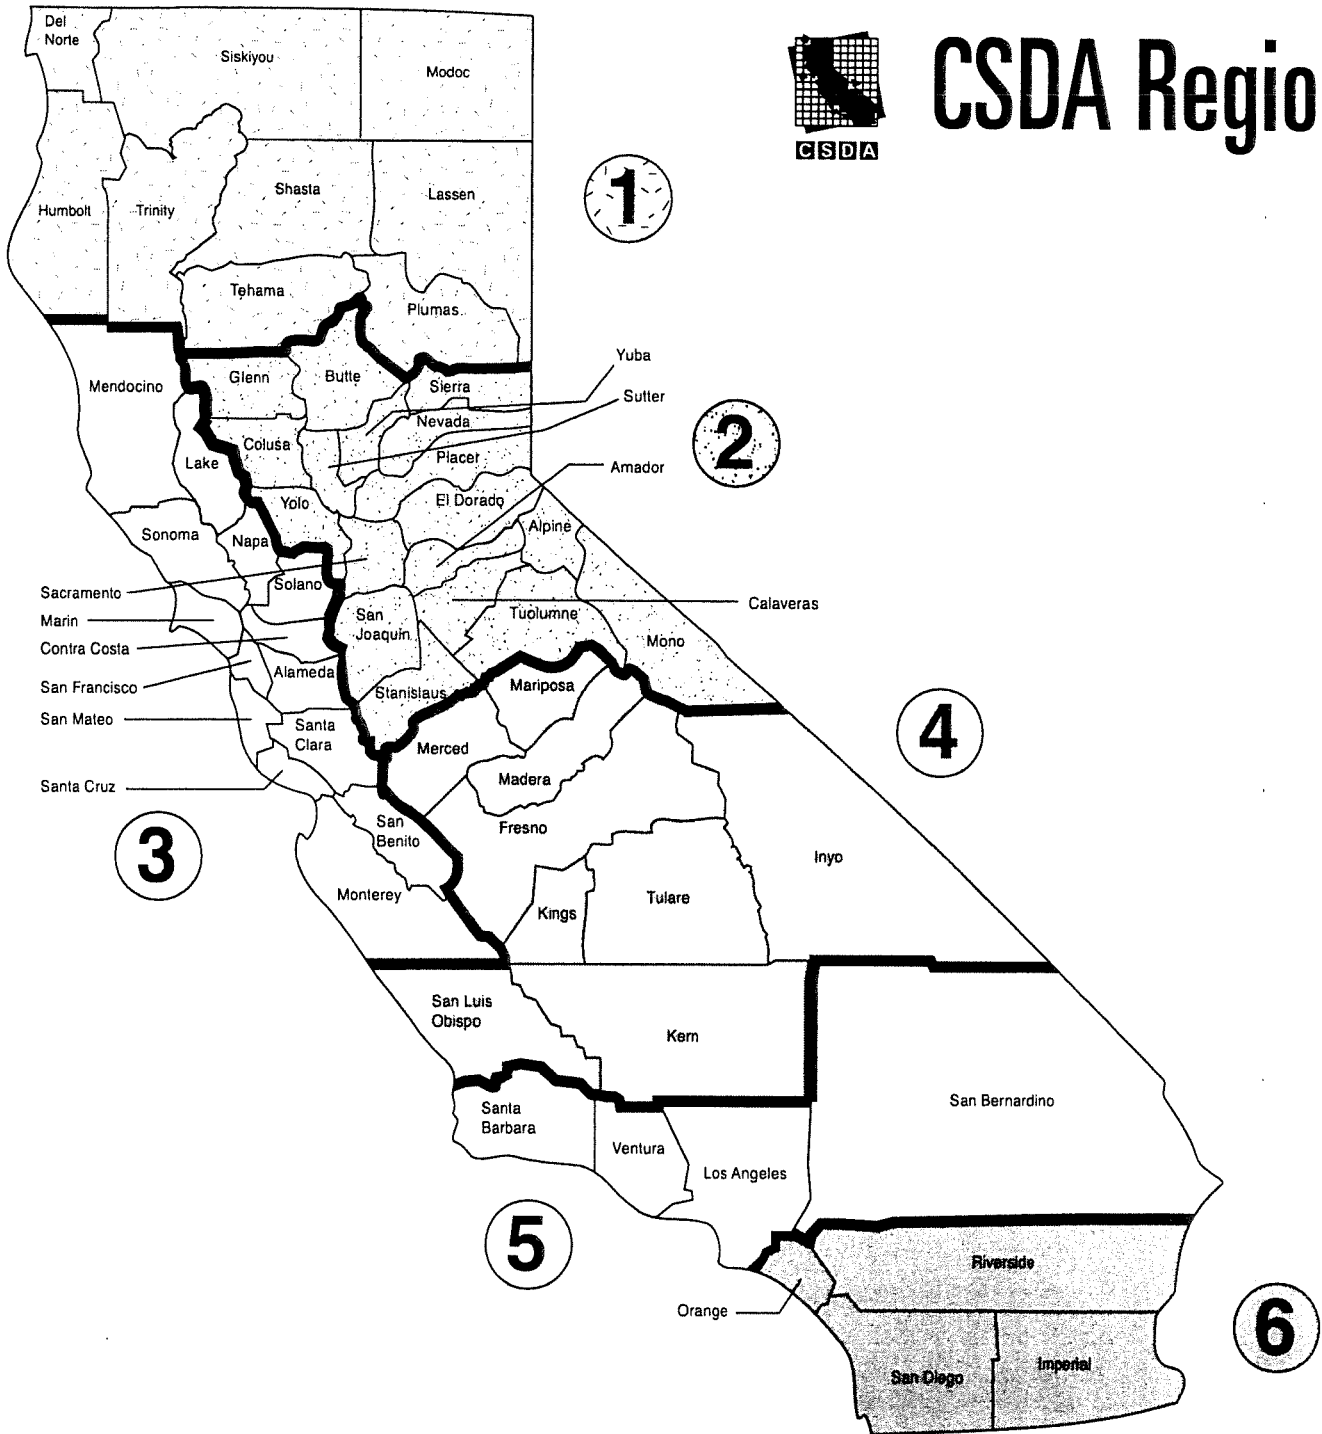 CSDA Regio
CSDA
Del
Norte
Siskiyou
Modoc
Humbolt
Trinity
Shasta
Lassen
1
Tehama
Plumas
Mendocino
Glenn
Butte
Sierra
Yuba
Sutter
Nevada
Colusa
Placer
2
Lake
Amador
Yolo
El Dorado
Sonoma
Napa
Alpine
Solano
Sacramento
San
Joaquin
Tuolumne
Calaveras
Marin
Mono
Contra Costa
Alameda
San Francisco
Stanislaus
Mariposa
San Mateo
Santa
Clara
Merced
4
Santa Cruz
Madera
San
Benito
Fresno
3
Inyo
Monterey
Kings
Tulare
San Luis
Obispo
Kern
Santa
Barbara
San Bernardino
Ventura
Los Angeles
5
Riverside
Orange
6
San Diego
Imperial